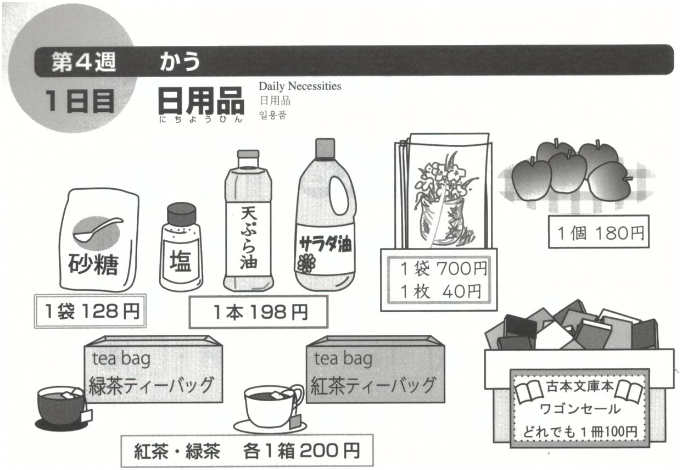 第4週 かう
1日目 日用品
にちようひん
Daily Necessities
日用品
일용품
砂糖
塩
天ぷら油
サラダ油
1袋 128円
1本 198円
1袋 700円
1枚 40円
1個 180円
tea bag
緑茶ティーバッグ
tea bag
紅茶ティーバッグ
紅茶・緑茶 各1箱 200円
古本文庫本
ワゴンセール
どれでも1冊100円